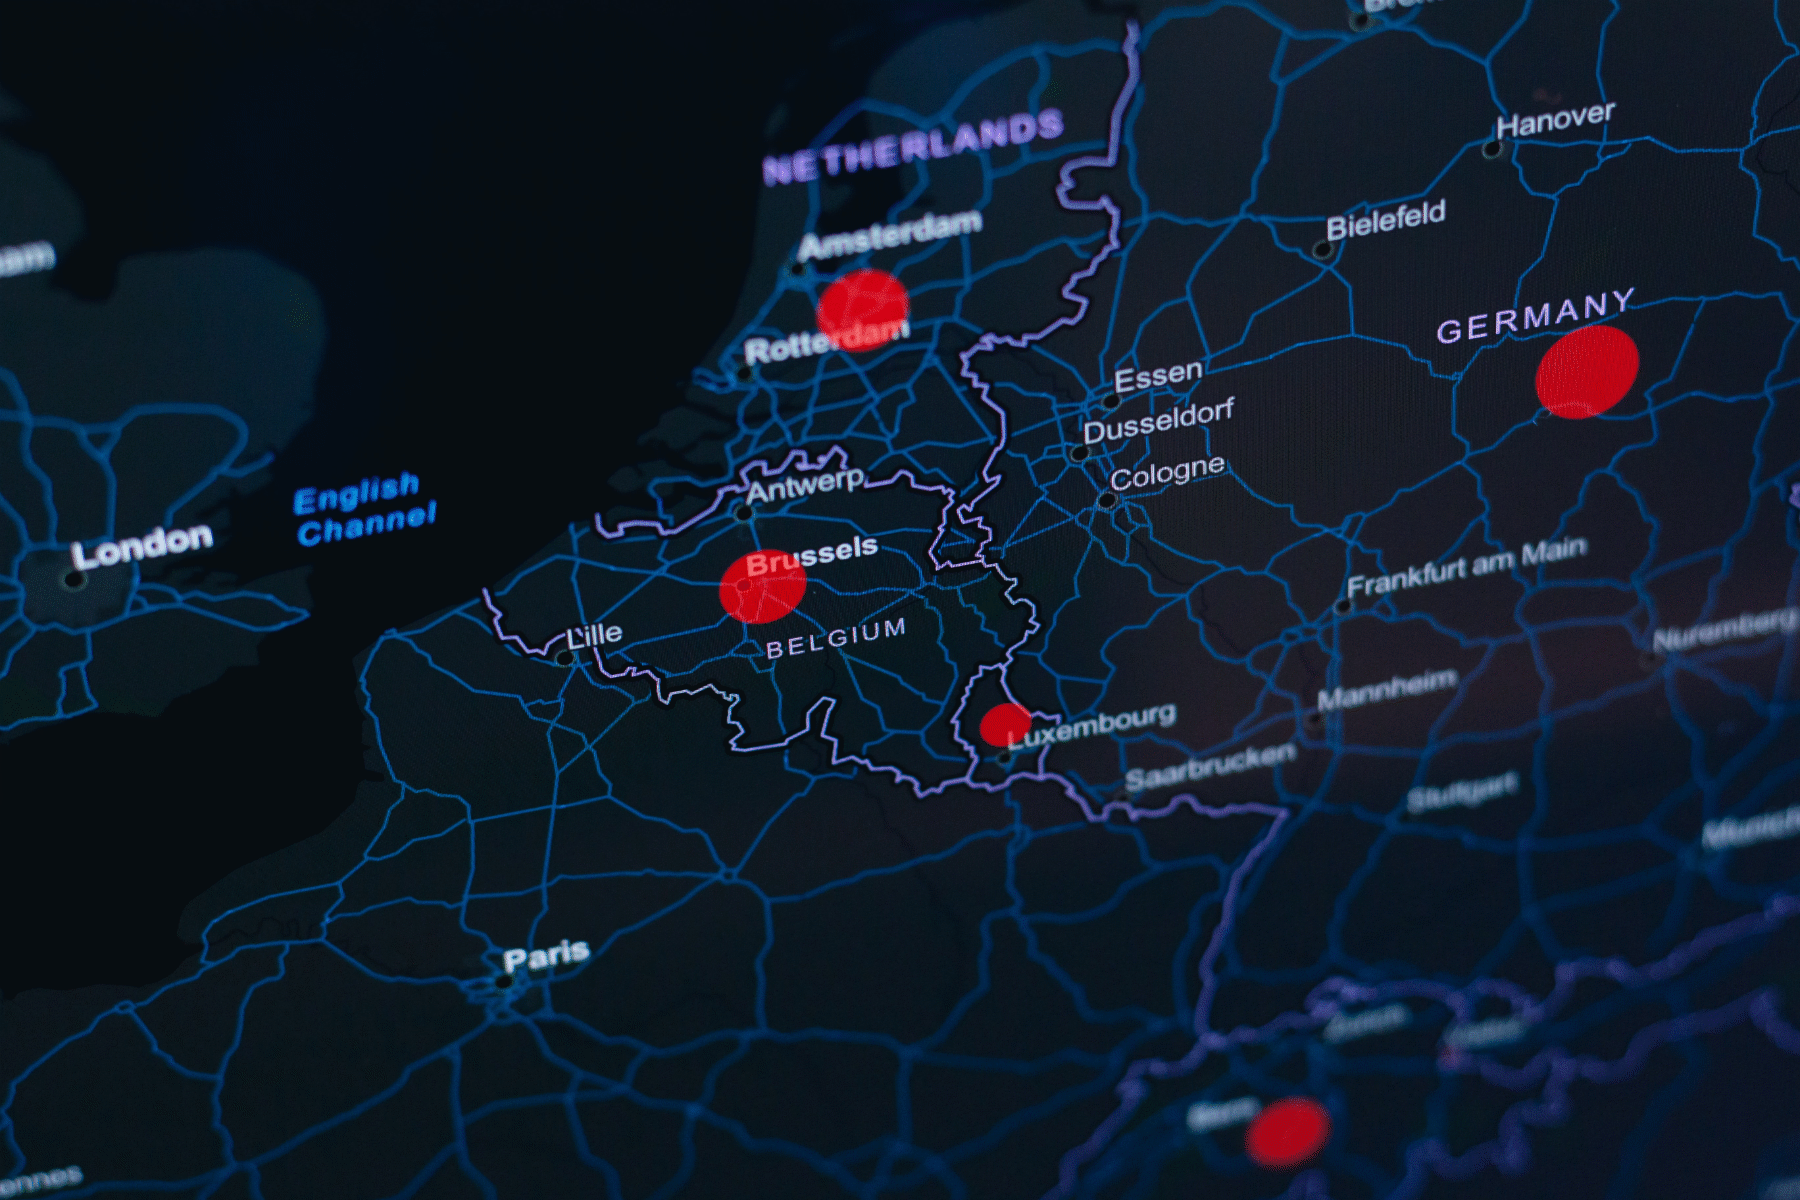 Hanover
NETHERLANDS
Amsterdam
Bielefeld
GERMANY
Rotterdam
Essen
Dusseldorf
Cologne
English
Channel
Antwerp
London
Brussels
Frankfurt am Main
Lille
BELGIUM
Nuremberg
Mannheim
Luxembourg
Saarbrucken
Stuttgart
Munich
Paris
Bern